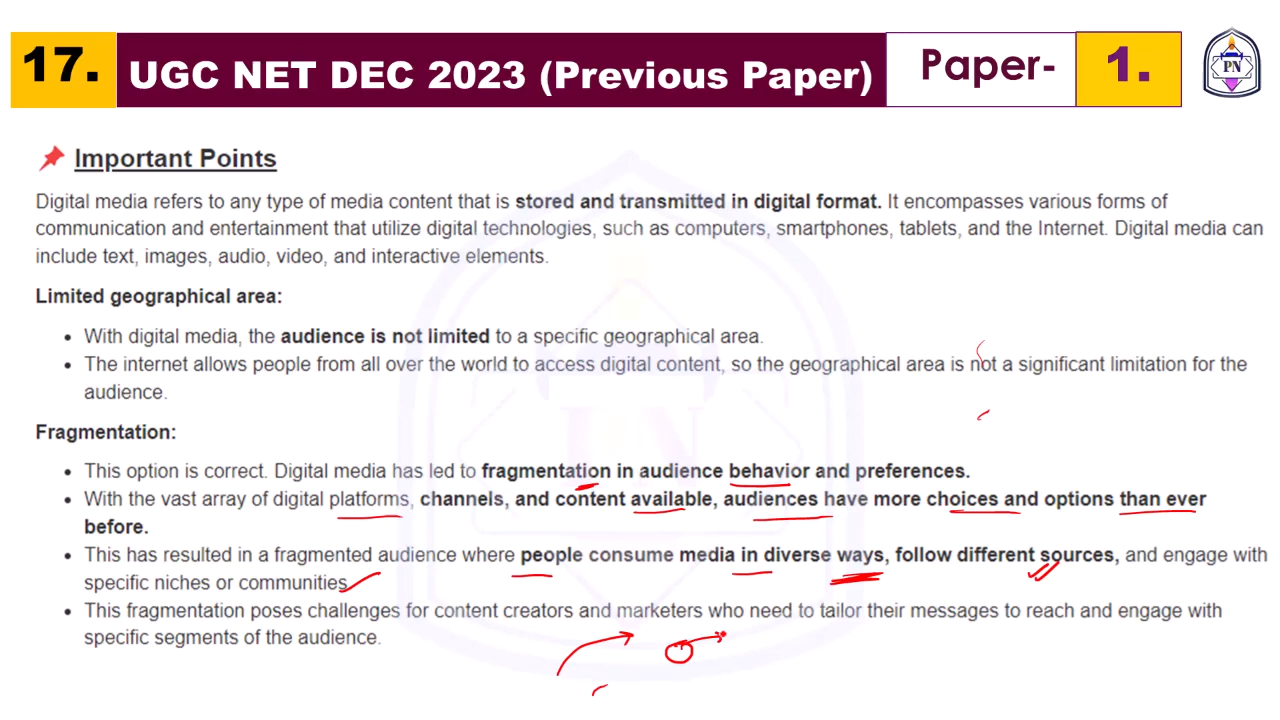 17. UGC NET DEC 2023 (Previous Paper) Paper- 1. PN
Important Points
Digital media refers to any type of media content that is stored and transmitted in digital format. It encompasses various forms of
communication and entertainment that utilize digital technologies, such as computers, smartphones, tablets, and the Internet. Digital media can
include text, images, audio, video, and interactive elements.
Limited geographical area:
• With digital media, the audience is not limited to a specific geographical area.
• The internet allows people from all over the world to access digital content, so the geographical area is not a significant limitation for the
audience.
Fragmentation:
• This option is correct. Digital media has led to fragmentation in audience behavior and preferences.
• With the vast array of digital platforms, channels, and content available, audiences have more choices and options than ever
before.
• This has resulted in a fragmented audience where people consume media in diverse ways, follow different sources, and engage with
specific niches or communities.
• This fragmentation poses challenges for content creators and marketers who need to tailor their messages to reach and engage with
specific segments of the audience.
PN